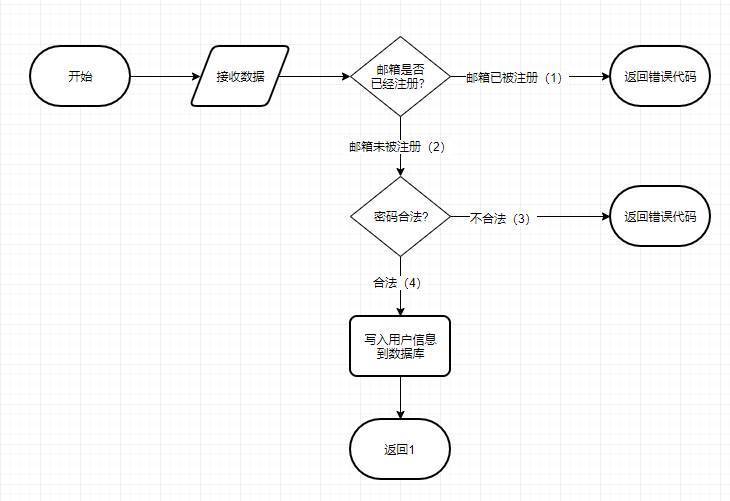 开始
接收数据
邮箱是否
已经注册?
邮箱已被注册（1）
返回错误代码
邮箱未被注册（2）
密码合法?
不合法（3）
返回错误代码
合法（4）
写入用户信息
到数据库
返回1